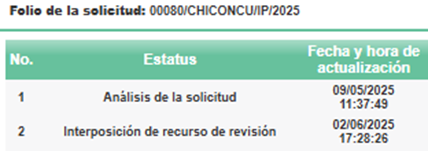 Folio de la solicitud: 00080/CHICONCU/IP/2025
No. Estatus Fecha y hora de actualización
1 Análisis de la solicitud 09/05/2025 11:37:49
2 Interposición de recurso de revisión 02/06/2025 17:28:26